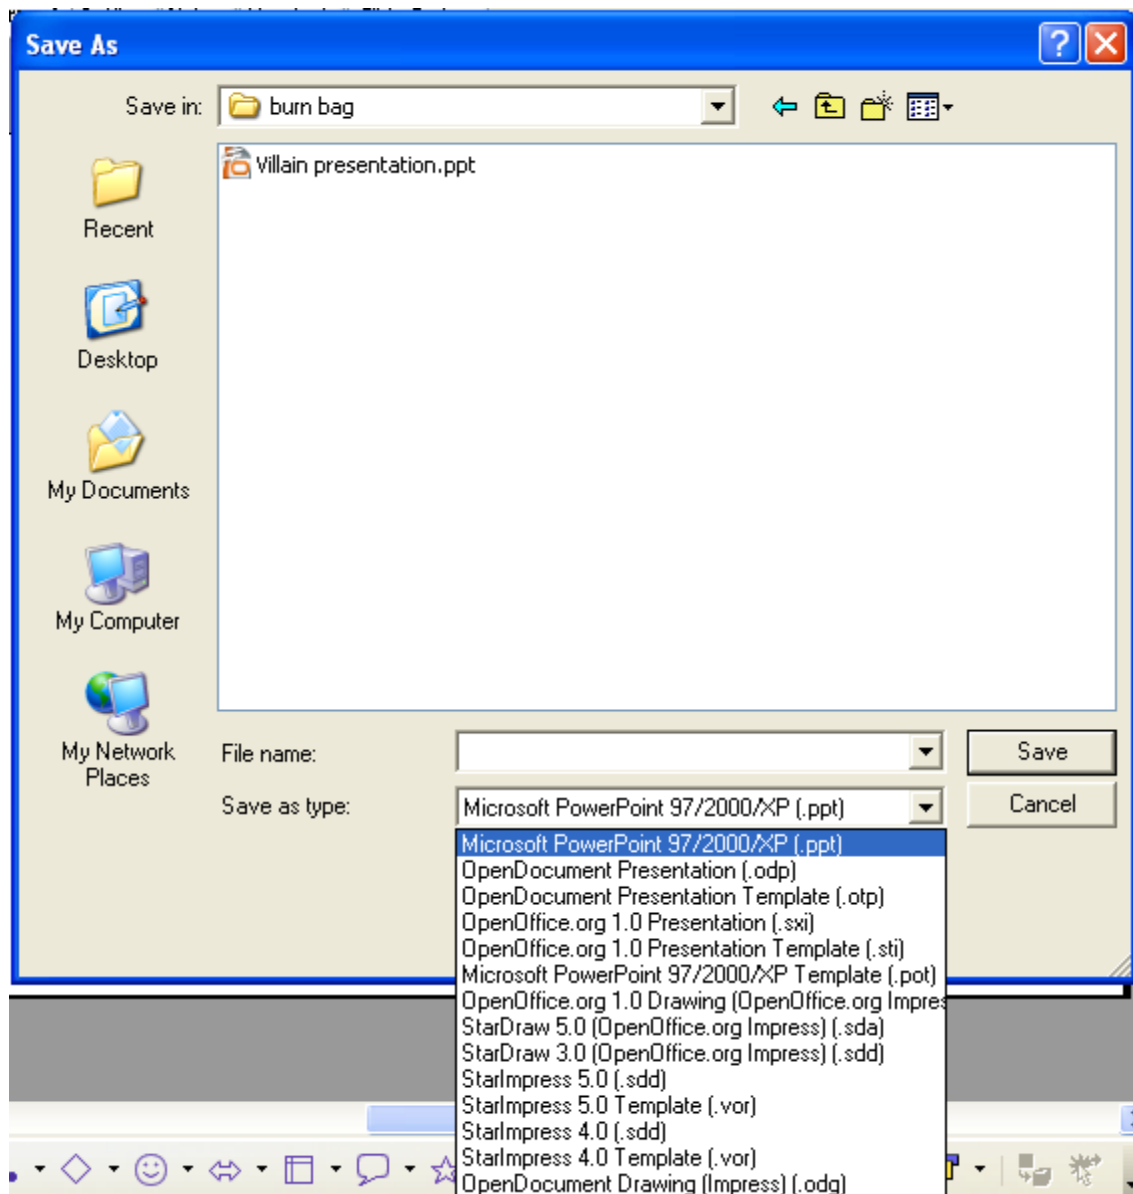 Save As
Save in:
burn bag
Villain presentation.ppt
Recent
Desktop
My Documents
My Computer
My Network
Places
File name:
Save
Save as type:
Microsoft PowerPoint 97/2000/XP (.ppt)
Cancel
Microsoft PowerPoint 97/2000/XP (.ppt)
OpenDocument Presentation (.odp)
OpenDocument Presentation Template (.otp)
OpenOffice.org 1.0 Presentation (.sxi)
OpenOffice.org 1.0 Presentation Template (.sti)
Microsoft PowerPoint 97/2000/XP Template (.pot)
OpenOffice.org 1.0 Drawing (OpenOffice.org Impres
StarDraw 5.0 (OpenOffice.org Impress) (.sda)
StarDraw 3.0 (OpenOffice.org Impress) (.sdd)
StarImpress 5.0 (.sdd)
StarImpress 5.0 Template (.vor)
StarImpress 4.0 (.sdd)
StarImpress 4.0 Template (.vor)
OpenDocument Drawing (Impress) (.odg)